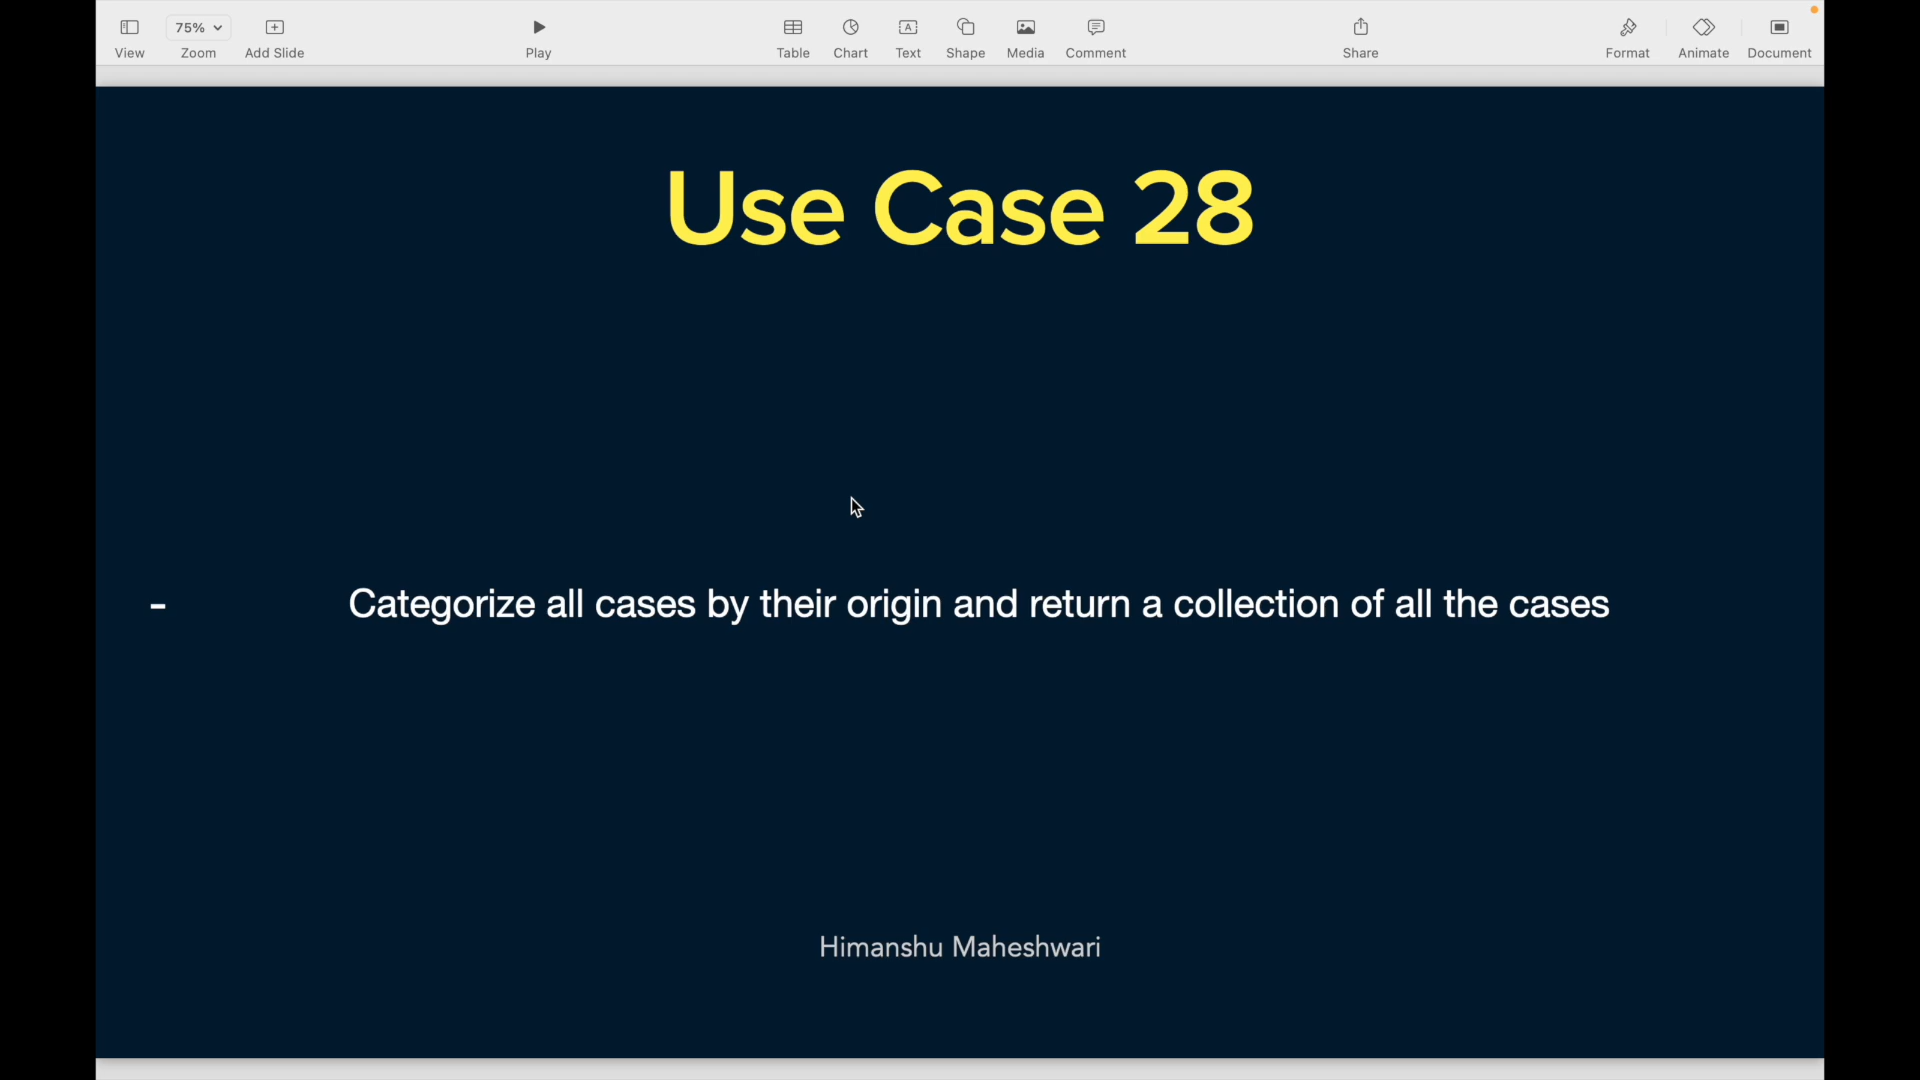 75%
View
Zoom
Add Slide
Play
Table
Chart
Text
Shape
Media
Comment
Share
Format
Animate
Document
Use Case 28
- Categorize all cases by their origin and return a collection of all the cases
Himanshu Maheshwari